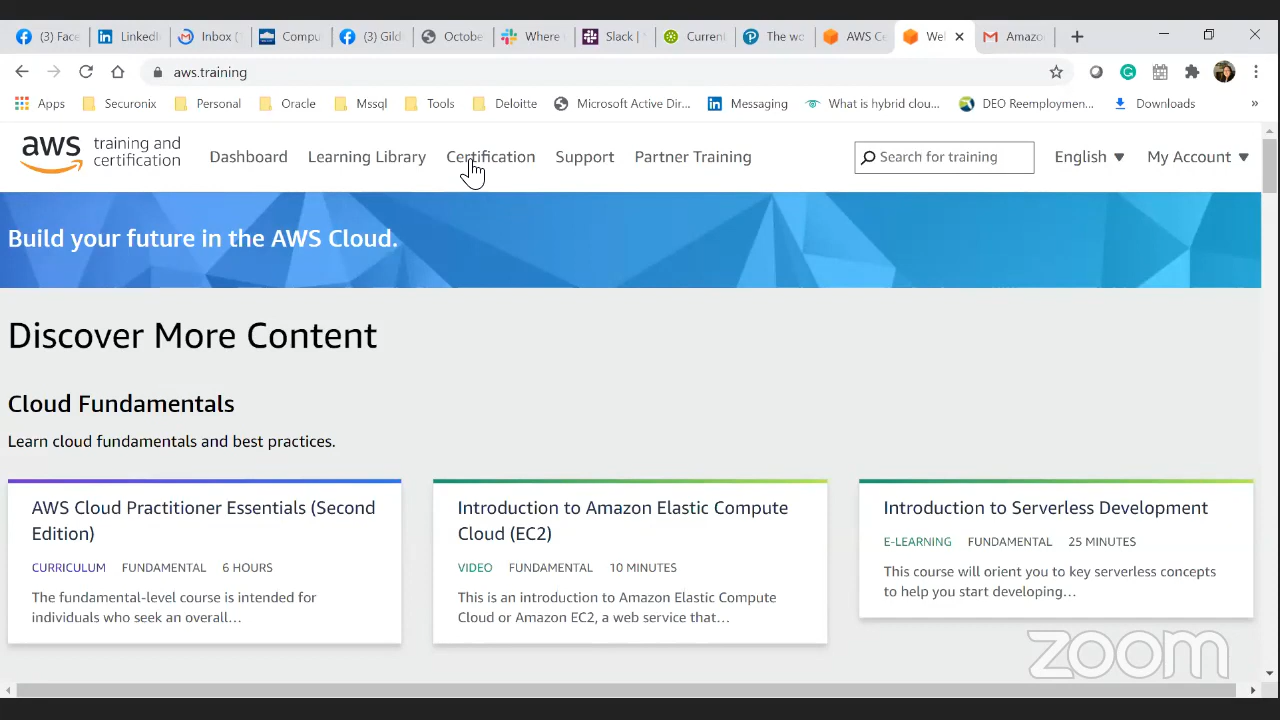 (3) Face
LinkedIn
Inbox (
Compu
(3) Gild
Octobe
Where
Slack |
Current
The wo
AWS Ce
Wel
Amazo
aws.training
Apps
Securonix
Personal
Oracle
Mssql
Tools
Deloitte
Microsoft Active Dir...
Messaging
What is hybrid clou...
DEO Reemploymen...
Downloads
»
aws training and
certification
Dashboard
Learning Library
Certification
Support
Partner Training
Search for training
English
My Account
Build your future in the AWS Cloud.
Discover More Content
Cloud Fundamentals
Learn cloud fundamentals and best practices.
AWS Cloud Practitioner Essentials (Second
Edition)
CURRICULUM FUNDAMENTAL 6 HOURS
The fundamental-level course is intended for
individuals who seek an overall...
Introduction to Amazon Elastic Compute
Cloud (EC2)
VIDEO FUNDAMENTAL 10 MINUTES
This is an introduction to Amazon Elastic Compute
Cloud or Amazon EC2, a web service that...
Introduction to Serverless Development
E-LEARNING FUNDAMENTAL 25 MINUTES
This course will orient you to key serverless concepts
to help you start developing...
zoom